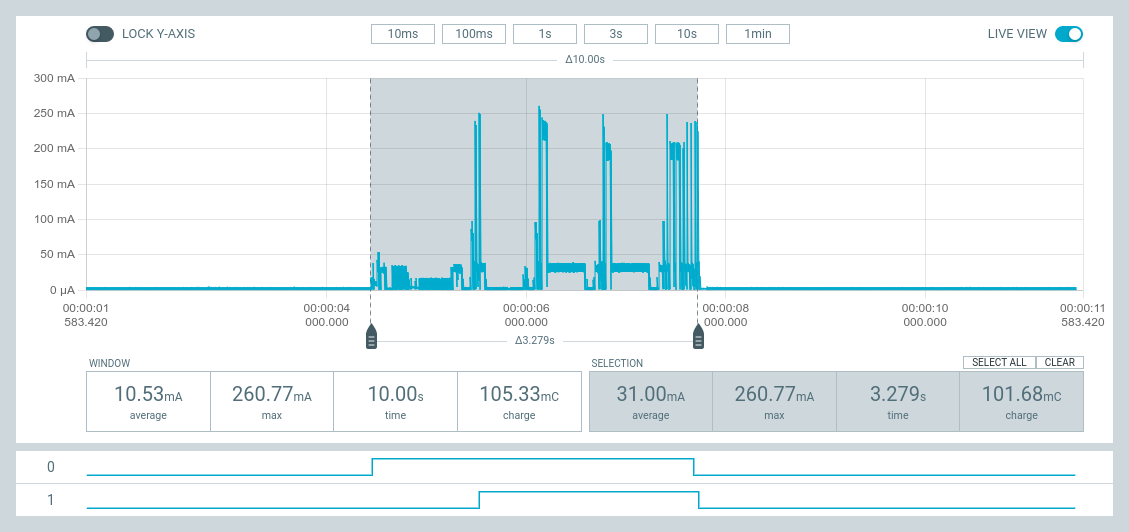 LOCK Y-AXIS 10ms 100ms 1s 3s 10s 1min LIVE VIEW
Δ10.00s
300 mA
250 mA
200 mA
150 mA
100 mA
50 mA
0 µA
00:00:01 00:00:04 00:00:06 00:00:08 00:00:10 00:00:11
583.420 000.000 000.000 000.000 000.000 583.420
Δ3.279s
WINDOW SELECTION SELECT ALL CLEAR
10.53mA 260.77mA 10.00s 105.33mC 31.00mA 260.77mA 3.279s 101.68mC
average max time charge average max time charge
0
1